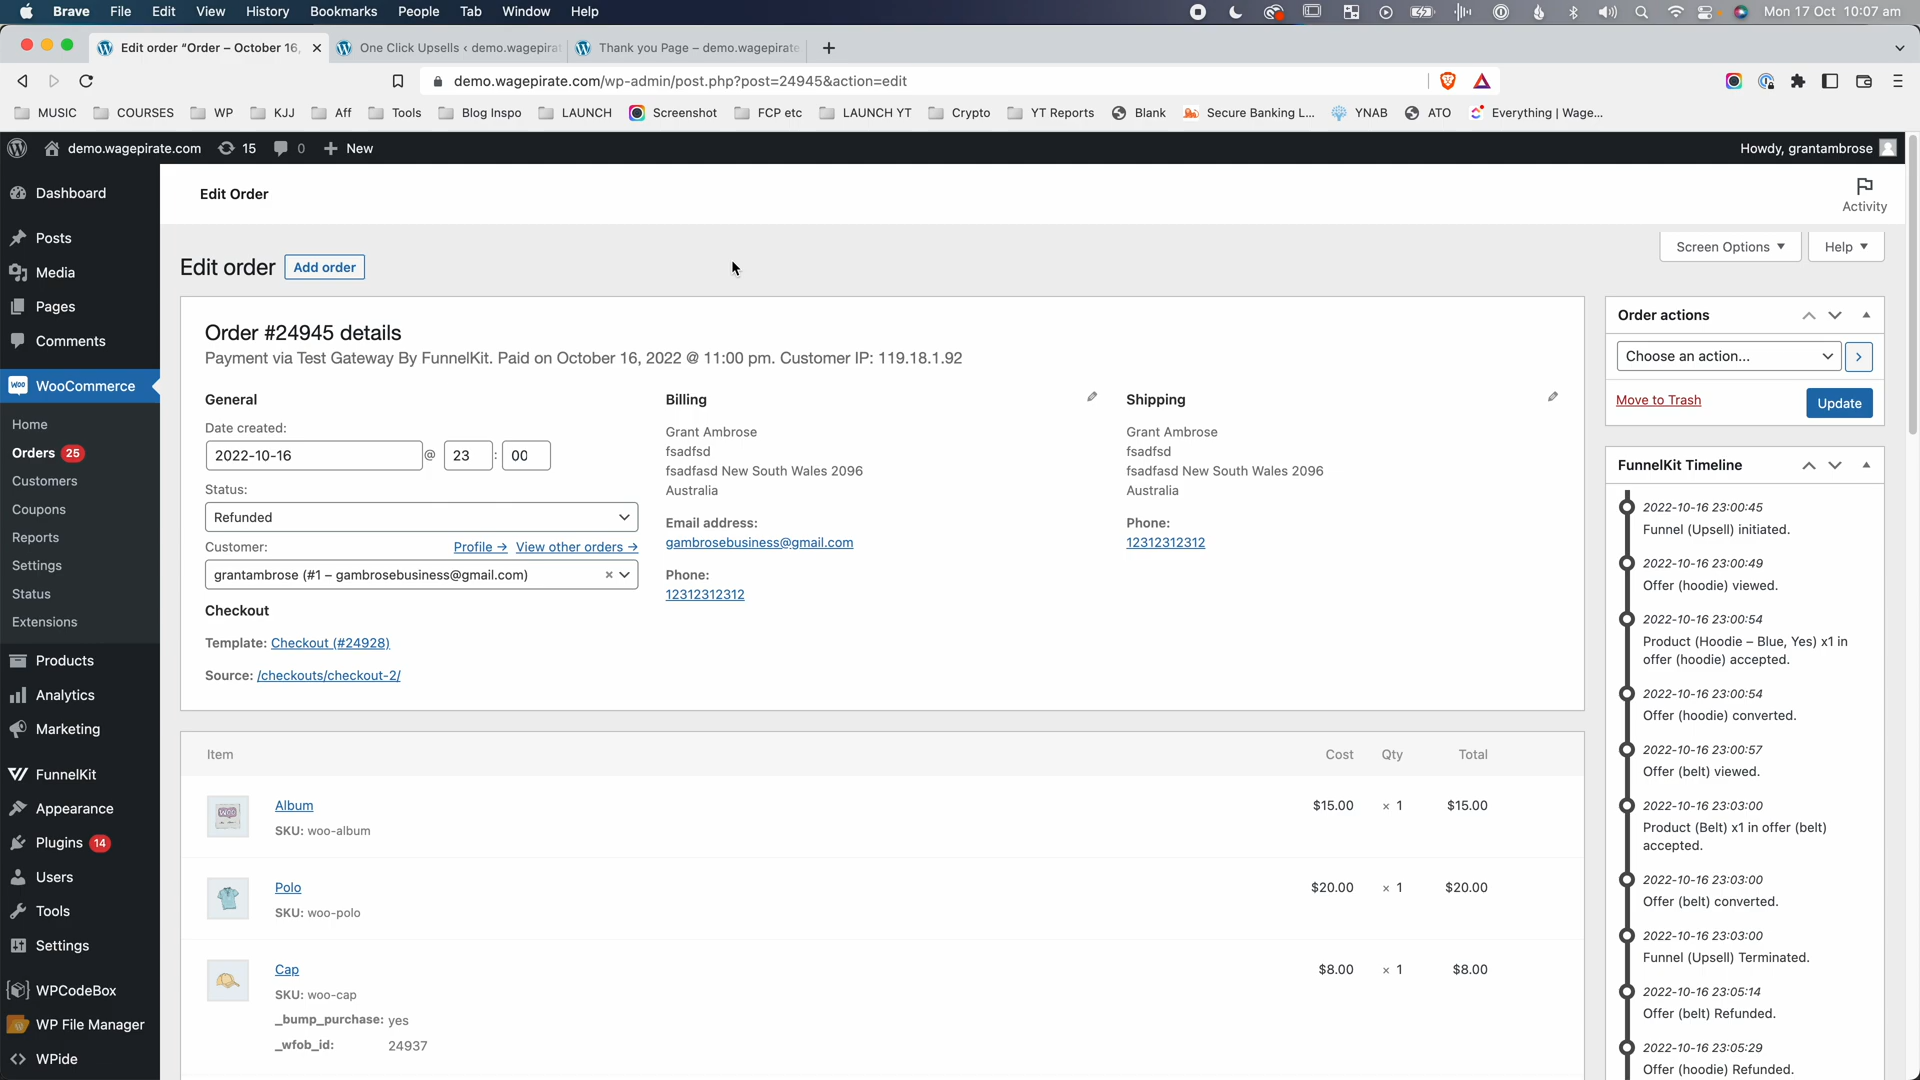 Brave File Edit View History Bookmarks People Tab Window Help Mon 17 Oct 10:07 am
Edit order “Order – October 16, One Click Upsells ‹ demo.wagepirat Thank you Page – demo.wagepirate
demo.wagepirate.com/wp-admin/post.php?post=24945&action=edit
MUSIC COURSES WP KJJ Aff Tools Blog Inspo LAUNCH Screenshot FCP etc LAUNCH YT Crypto YT Reports Blank Secure Banking L... YNAB ATO Everything | Wage...
demo.wagepirate.com 15 0 New Howdy, grantambrose
Dashboard
Posts
Media
Pages
Comments
WooCommerce
Home
Orders 25
Customers
Coupons
Reports
Settings
Status
Extensions
Products
Analytics
Marketing
FunnelKit
Appearance
Plugins 14
Users
Tools
Settings
WPCodeBox
WP File Manager
WPide
Edit Order
Activity
Screen Options Help
Edit order Add order
Order #24945 details
Payment via Test Gateway By FunnelKit. Paid on October 16, 2022 @ 11:00 pm. Customer IP: 119.18.1.92
General
Date created:
2022-10-16 @ 23 : 00
Status:
Refunded
Customer: Profile → View other orders →
grantambrose (#1 – gambrosebusiness@gmail.com) ×
Checkout
Template: Checkout (#24928)
Source: /checkouts/checkout-2/
Billing
Grant Ambrose
fsadfsd
fsadfasd New South Wales 2096
Australia
Email address:
gambrosebusiness@gmail.com
Phone:
12312312312
Shipping
Grant Ambrose
fsadfsd
fsadfasd New South Wales 2096
Australia
Phone:
12312312312
Item Cost Qty Total
Album $15.00 × 1 $15.00
SKU: woo-album
Polo $20.00 × 1 $20.00
SKU: woo-polo
Cap $8.00 × 1 $8.00
SKU: woo-cap
_bump_purchase: yes
_wfob_id: 24937
Order actions
Choose an action...
Move to Trash Update
FunnelKit Timeline
2022-10-16 23:00:45
Funnel (Upsell) initiated.
2022-10-16 23:00:49
Offer (hoodie) viewed.
2022-10-16 23:00:54
Product (Hoodie – Blue, Yes) x1 in
offer (hoodie) accepted.
2022-10-16 23:00:54
Offer (hoodie) converted.
2022-10-16 23:00:57
Offer (belt) viewed.
2022-10-16 23:03:00
Product (Belt) x1 in offer (belt)
accepted.
2022-10-16 23:03:00
Offer (belt) converted.
2022-10-16 23:03:00
Funnel (Upsell) Terminated.
2022-10-16 23:05:14
Offer (belt) Refunded.
2022-10-16 23:05:29
Offer (hoodie) Refunded.